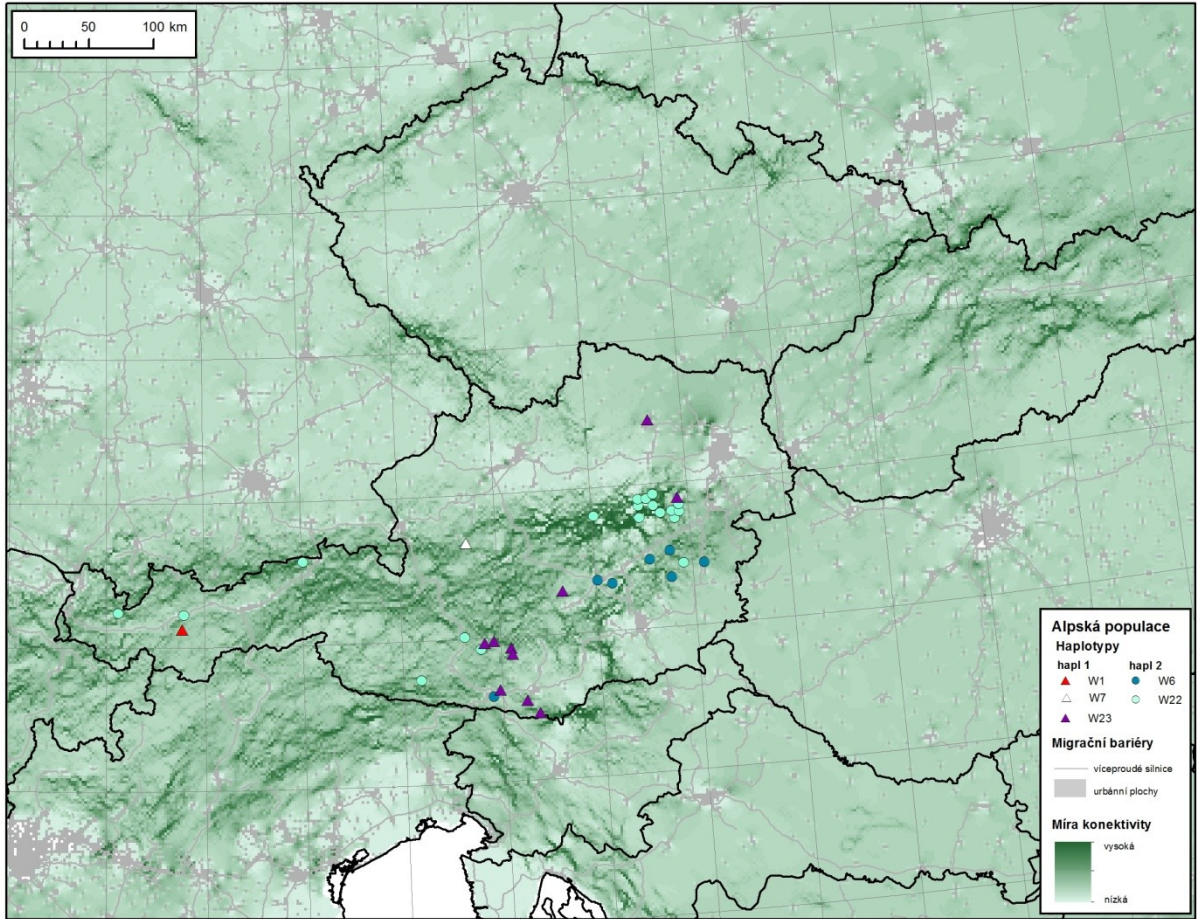 0 50 100 km
Alpská populace
Haplotypy
hapl 1 hapl 2
W1 W6
W7 W22
W23
Migrační bariéry
víceproudé silnice
urbánní plochy
Míra konektivity
vysoká
nízká